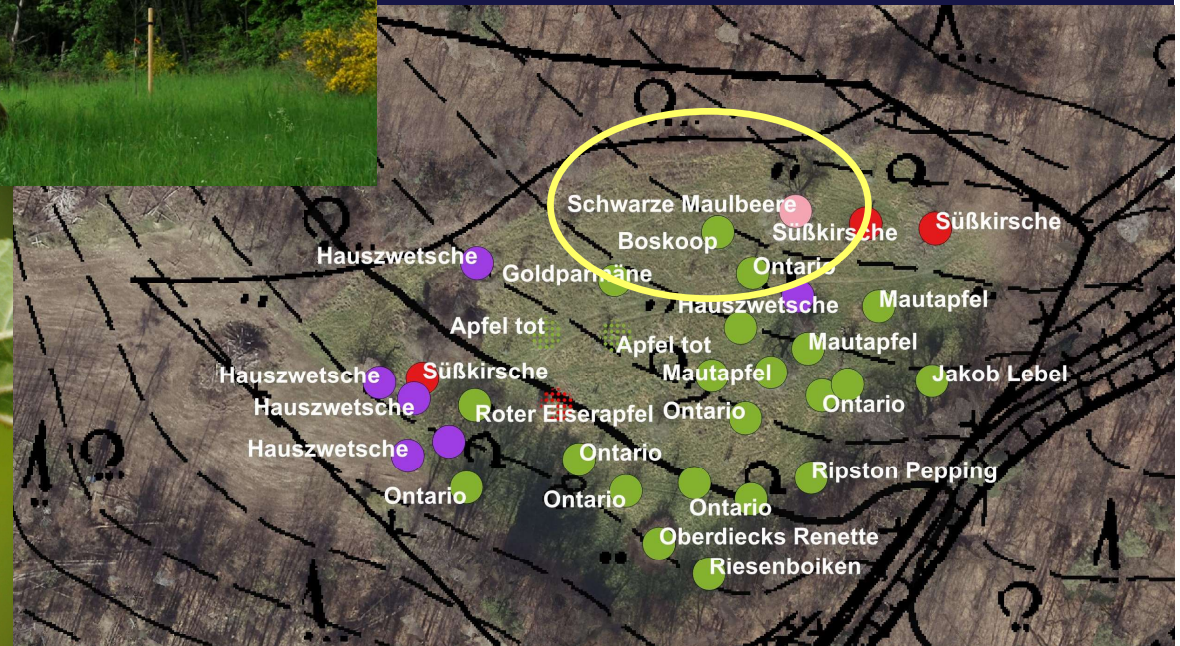 Schwarze Maulbeere
Süßkirsche
Süßkirsche
Boskoop
Hauszwetsche
Goldparmäne
Ontario
Hauszwetsche
Mautapfel
Apfel tot
Apfel tot
Mautapfel
Hauszwetsche
Süßkirsche
Mautapfel
Jakob Lebel
Hauszwetsche
Roter Eiserapfel
Ontario
Ontario
Hauszwetsche
Ontario
Ripston Pepping
Ontario
Ontario
Ontario
Oberdiecks Renette
Riesenboiken